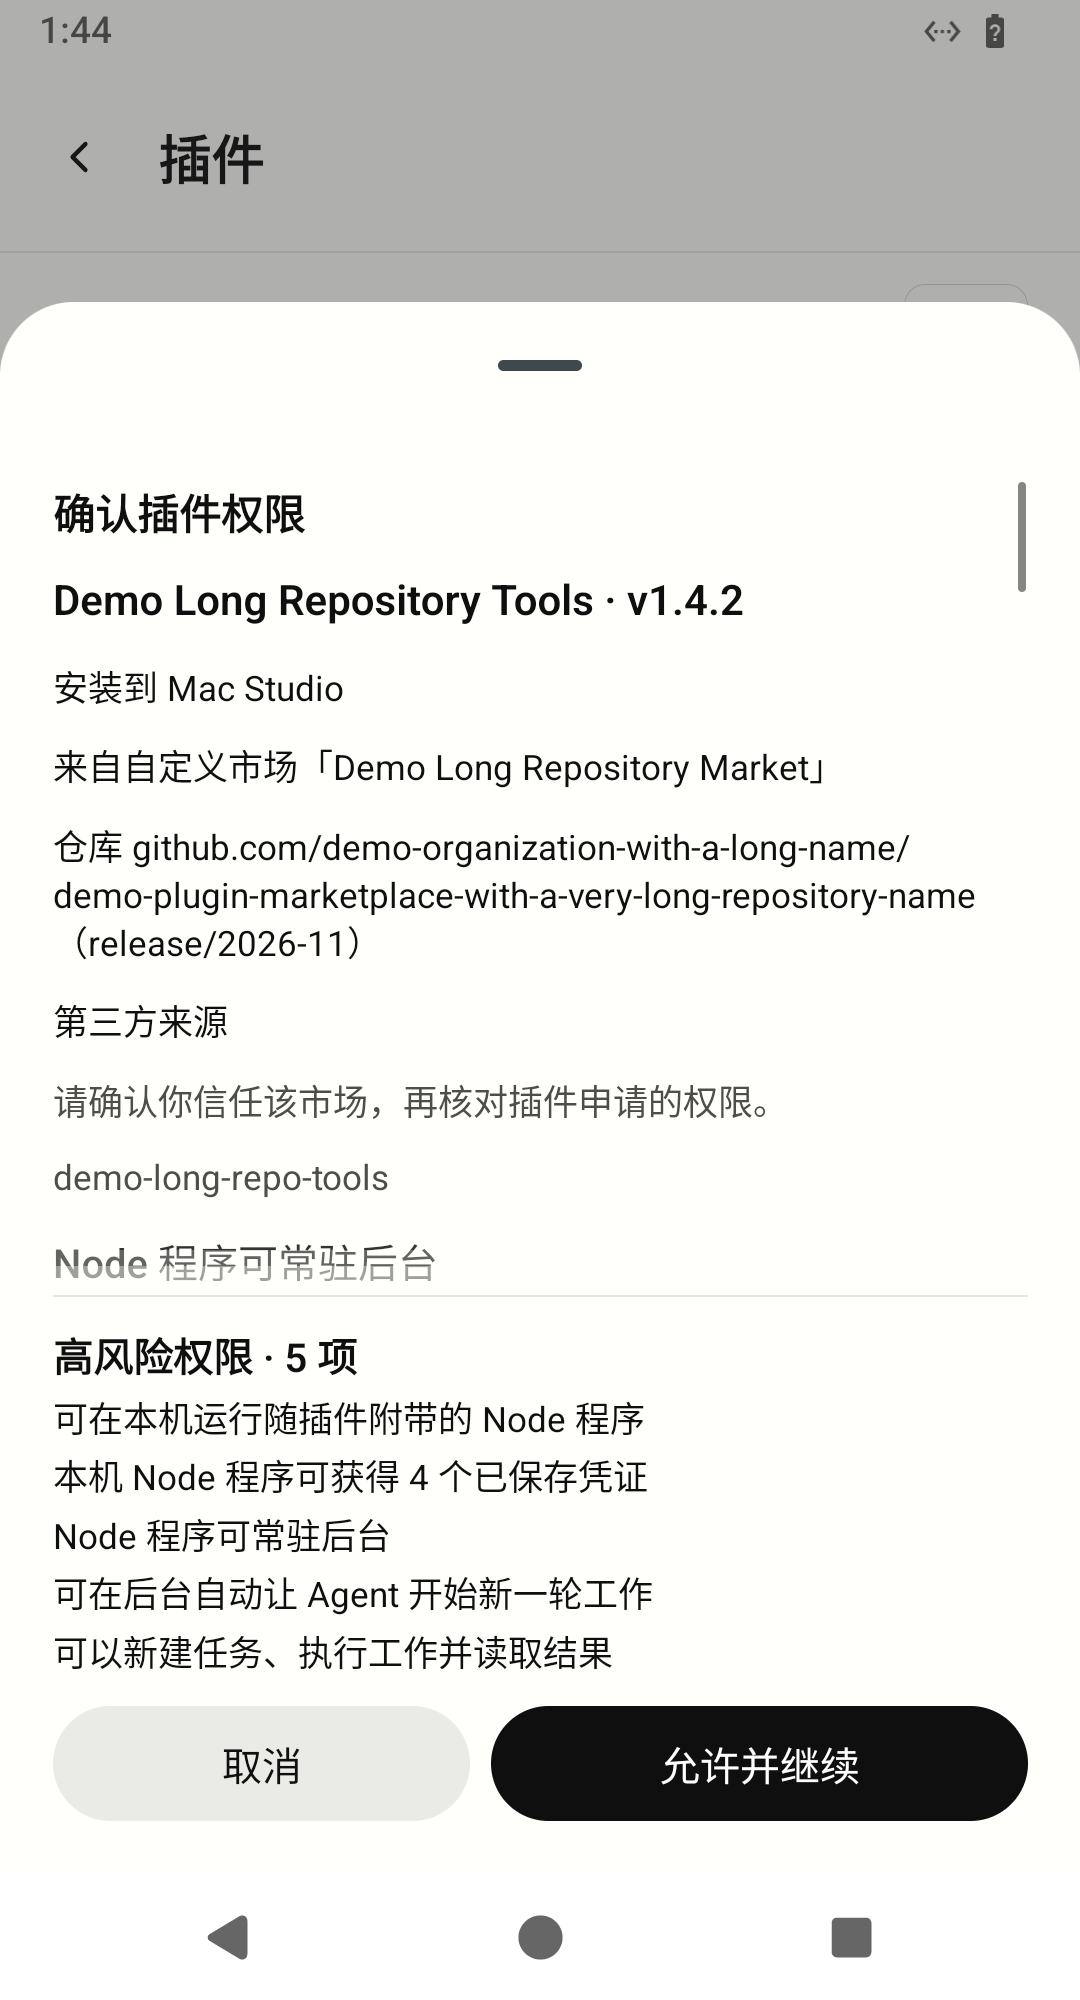 1:44
插件
确认插件权限
Demo Long Repository Tools · v1.4.2
安装到 Mac Studio
来自自定义市场「Demo Long Repository Market」
仓库 github.com/demo-organization-with-a-long-name/
demo-plugin-marketplace-with-a-very-long-repository-name
（release/2026-11）
第三方来源
请确认你信任该市场，再核对插件申请的权限。
demo-long-repo-tools
Node 程序可常驻后台
高风险权限 · 5 项
可在本机运行随插件附带的 Node 程序
本机 Node 程序可获得 4 个已保存凭证
Node 程序可常驻后台
可在后台自动让 Agent 开始新一轮工作
可以新建任务、执行工作并读取结果
取消
允许并继续